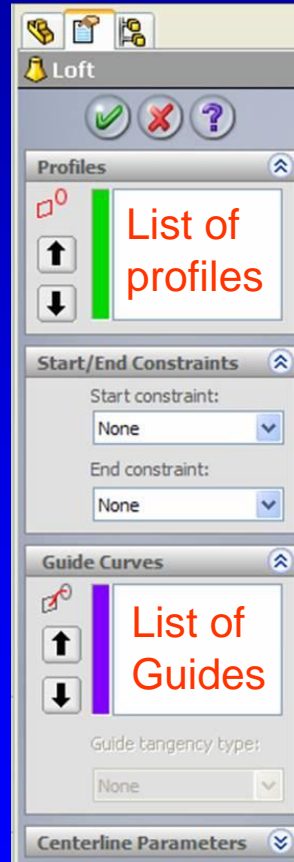 Loft
?
Profiles
List of
profiles
Start/End Constraints
Start constraint:
None
End constraint:
None
Guide Curves
List of
Guides
Guide tangency type:
None
Centerline Parameters